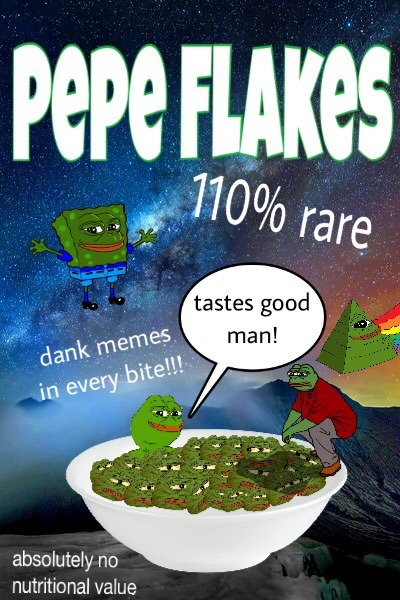 Pepe Flakes
110% rare
tastes good
man!
dank memes
in every bite!!!
absolutely no
nutritional value